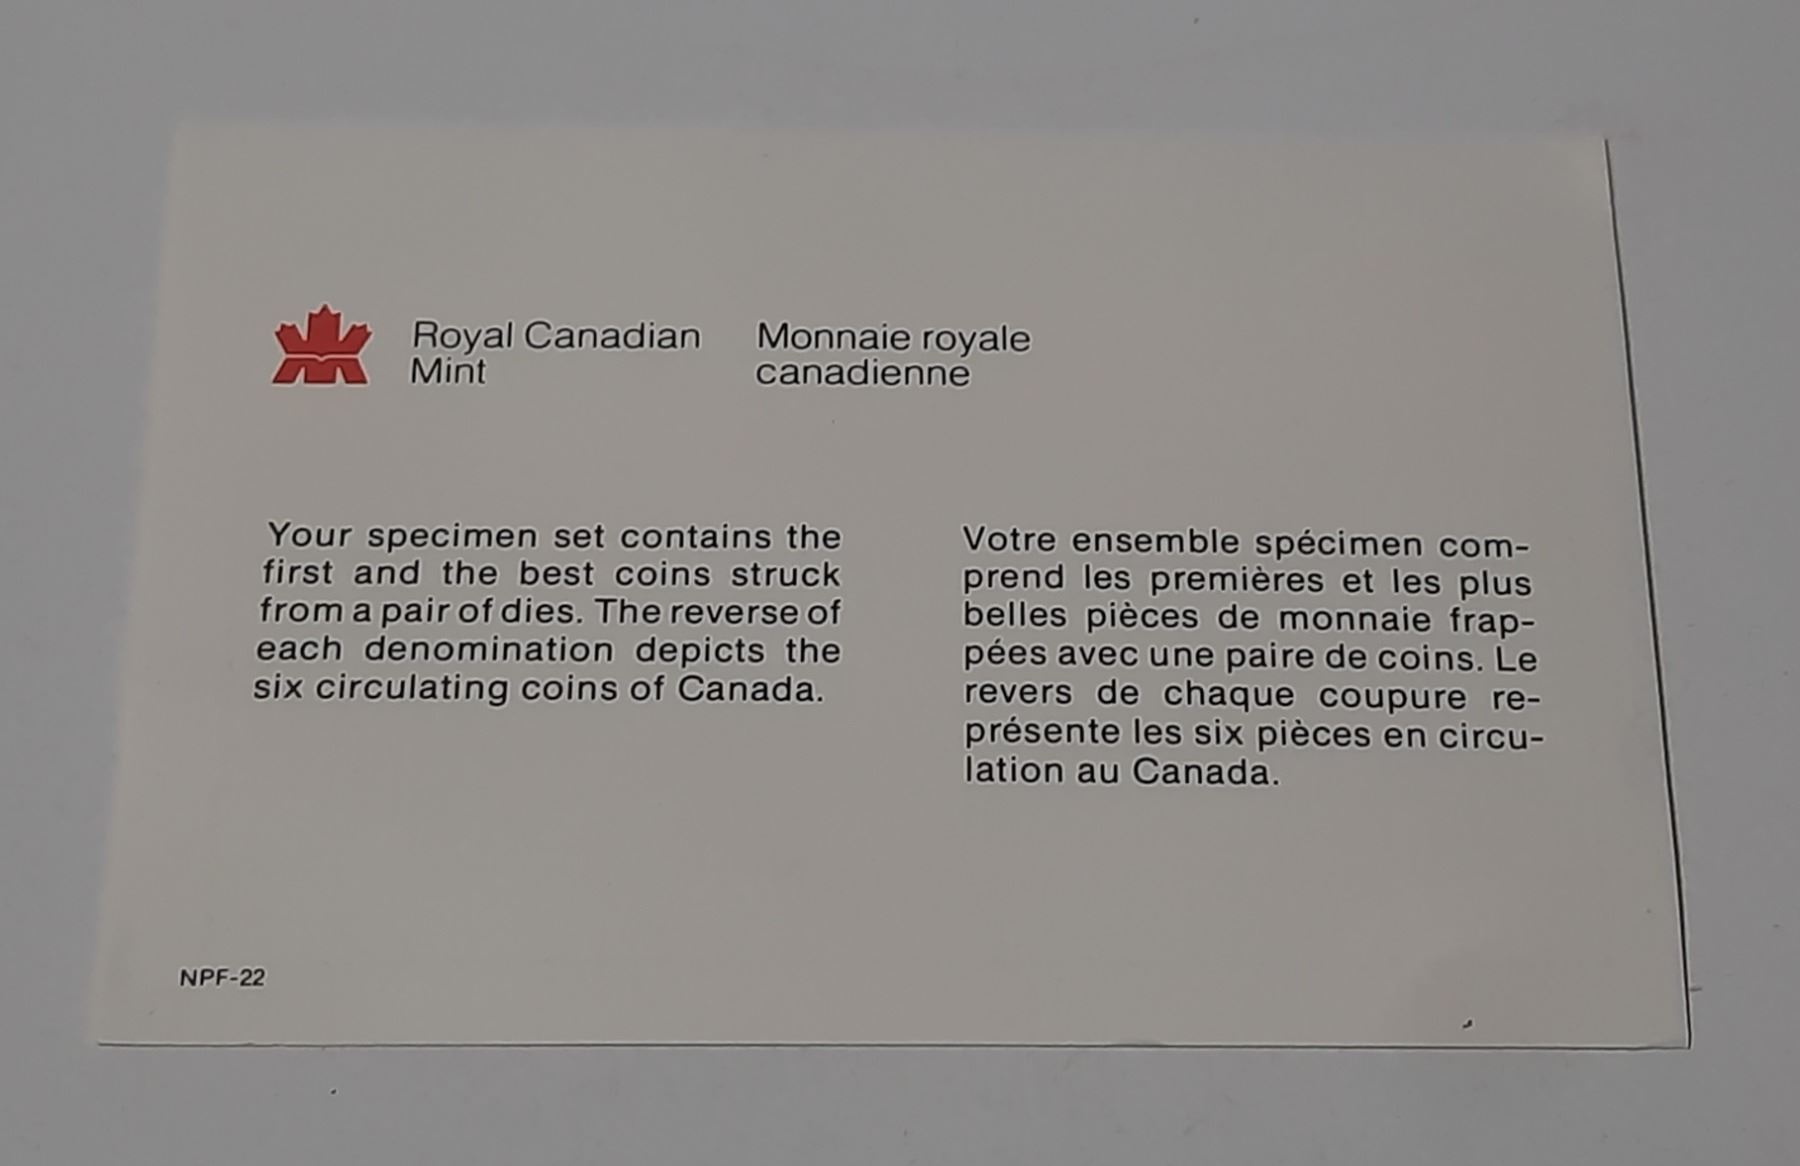 Royal Canadian
Mint
Monnaie royale
canadienne
Your specimen set contains the
first and the best coins struck
from a pair of dies. The reverse of
each denomination depicts the
six circulating coins of Canada.
Votre ensemble spécimen com-
prend les premières et les plus
belles pièces de monnaie frap-
pées avec une paire de coins. Le
revers de chaque coupure re-
présente les six pièces en circu-
lation au Canada.
NPF-22